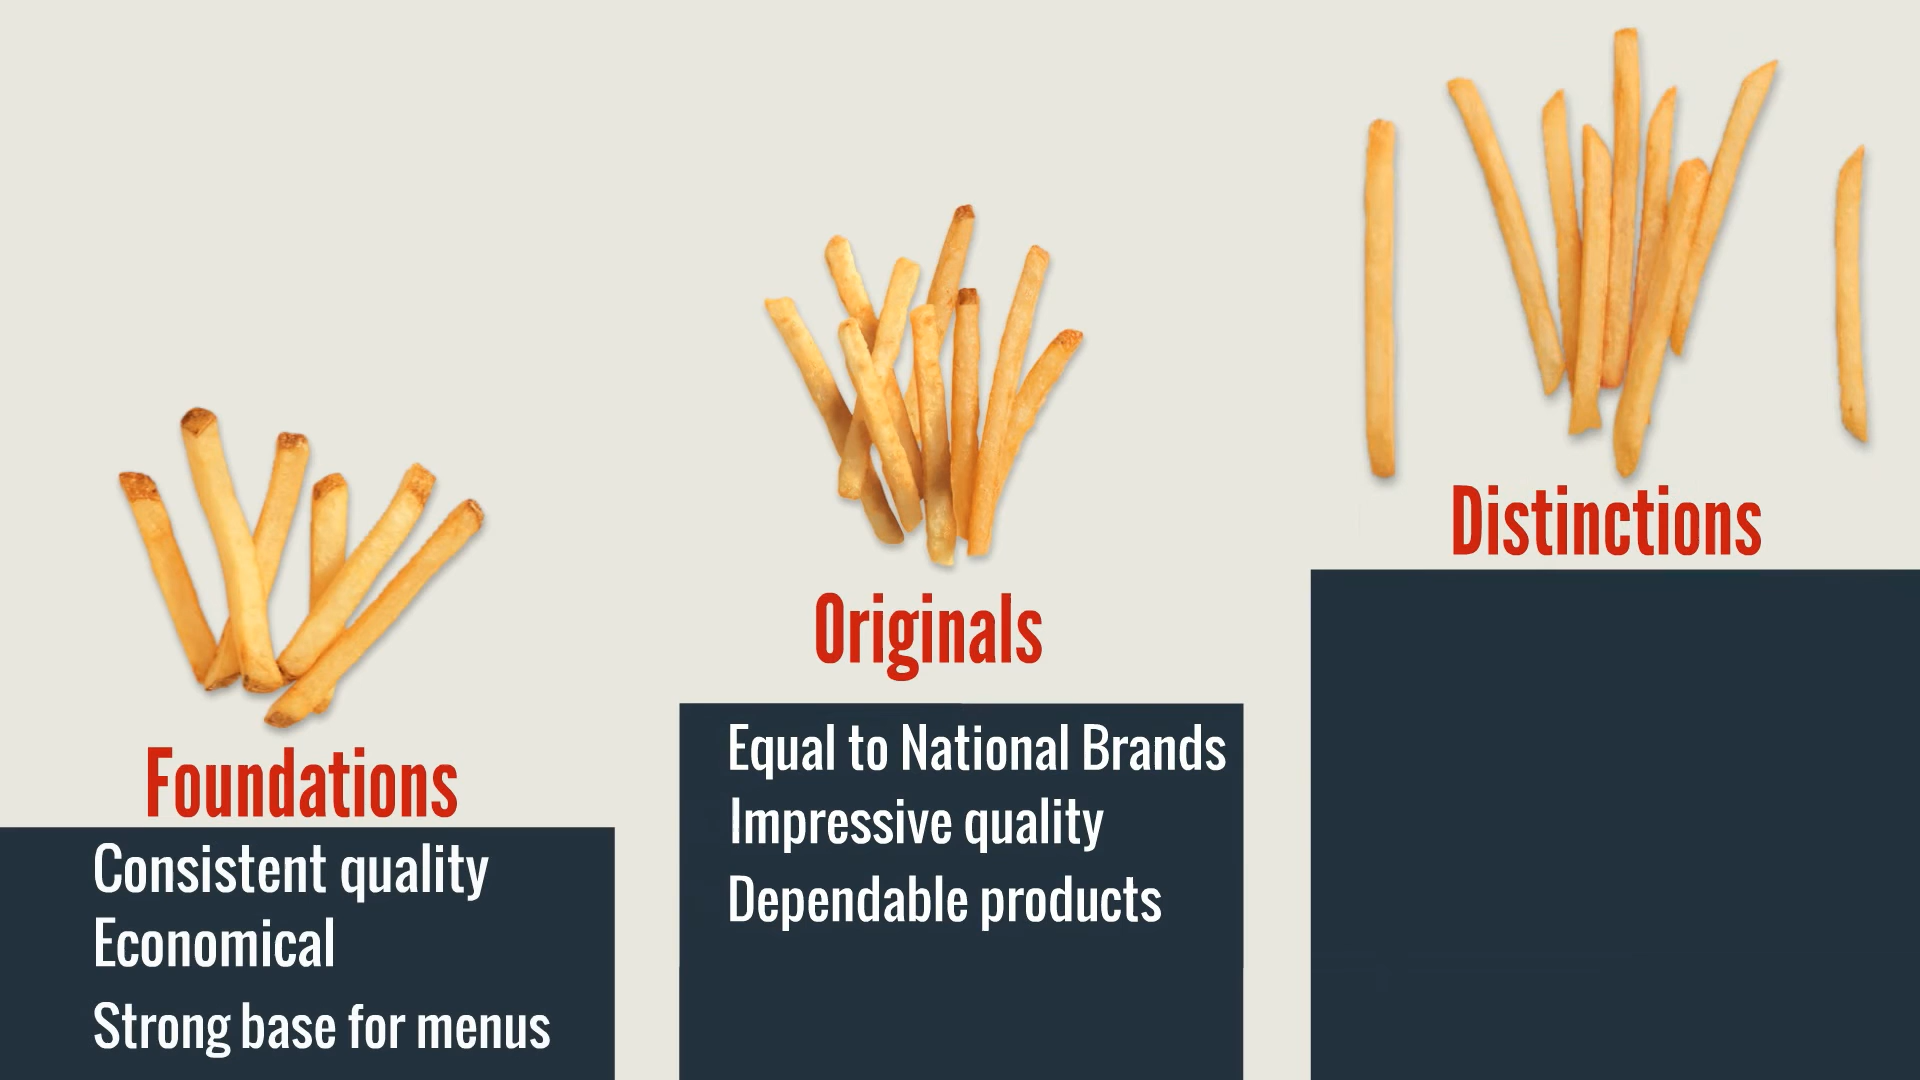 Foundations
Consistent quality
Economical
Strong base for menus
Originals
Equal to National Brands
Impressive quality
Dependable products
Distinctions